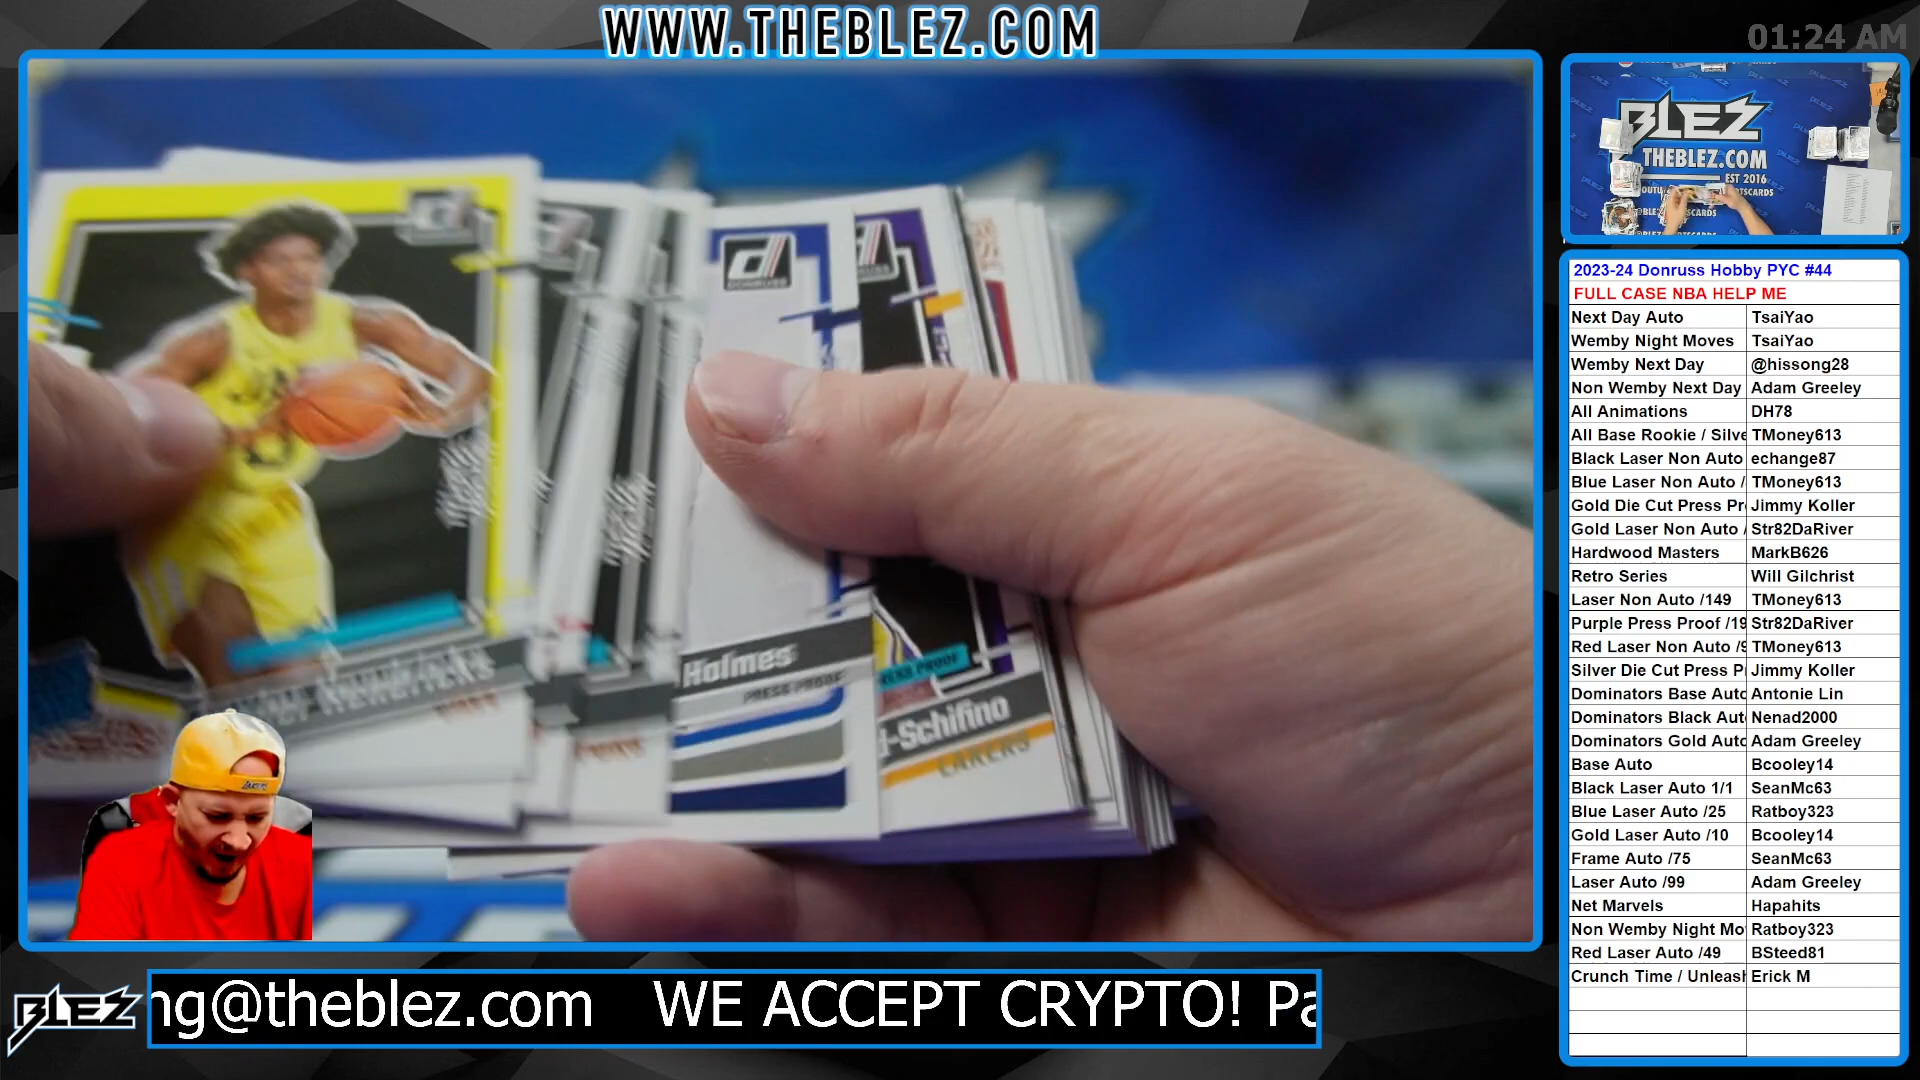 WWW.THEBLEZ.COM
01:24 AM
BLEZ
THEBLEZ.COM
EST 2016
2023-24 Donruss Hobby PYC #44
FULL CASE NBA HELP ME
Next Day Auto TsaiYao
Wemby Night Moves TsaiYao
Wemby Next Day @hissong28
Non Wemby Next Day Adam Greeley
All Animations DH78
All Base Rookie / Silve TMoney613
Black Laser Non Auto echange87
Blue Laser Non Auto / TMoney613
Gold Die Cut Press Pr Jimmy Koller
Gold Laser Non Auto / Str82DaRiver
Hardwood Masters MarkB626
Retro Series Will Gilchrist
Laser Non Auto /149 TMoney613
Purple Press Proof /19 Str82DaRiver
Red Laser Non Auto /9 TMoney613
Silver Die Cut Press P Jimmy Koller
Dominators Base Auto Antonie Lin
Dominators Black Aut Nenad2000
Dominators Gold Auto Adam Greeley
Base Auto Bcooley14
Black Laser Auto 1/1 SeanMc63
Blue Laser Auto /25 Ratboy323
Gold Laser Auto /10 Bcooley14
Frame Auto /75 SeanMc63
Laser Auto /99 Adam Greeley
Net Marvels Hapahits
Non Wemby Night Mo Ratboy323
Red Laser Auto /49 BSteed81
Crunch Time / Unleash Erick M
DONRUSS
Holmes
PRESS PROOF
PRESS PROOF
-Schifino
LAKERS
BLEZ
ng@theblez.com WE ACCEPT CRYPTO! Pa